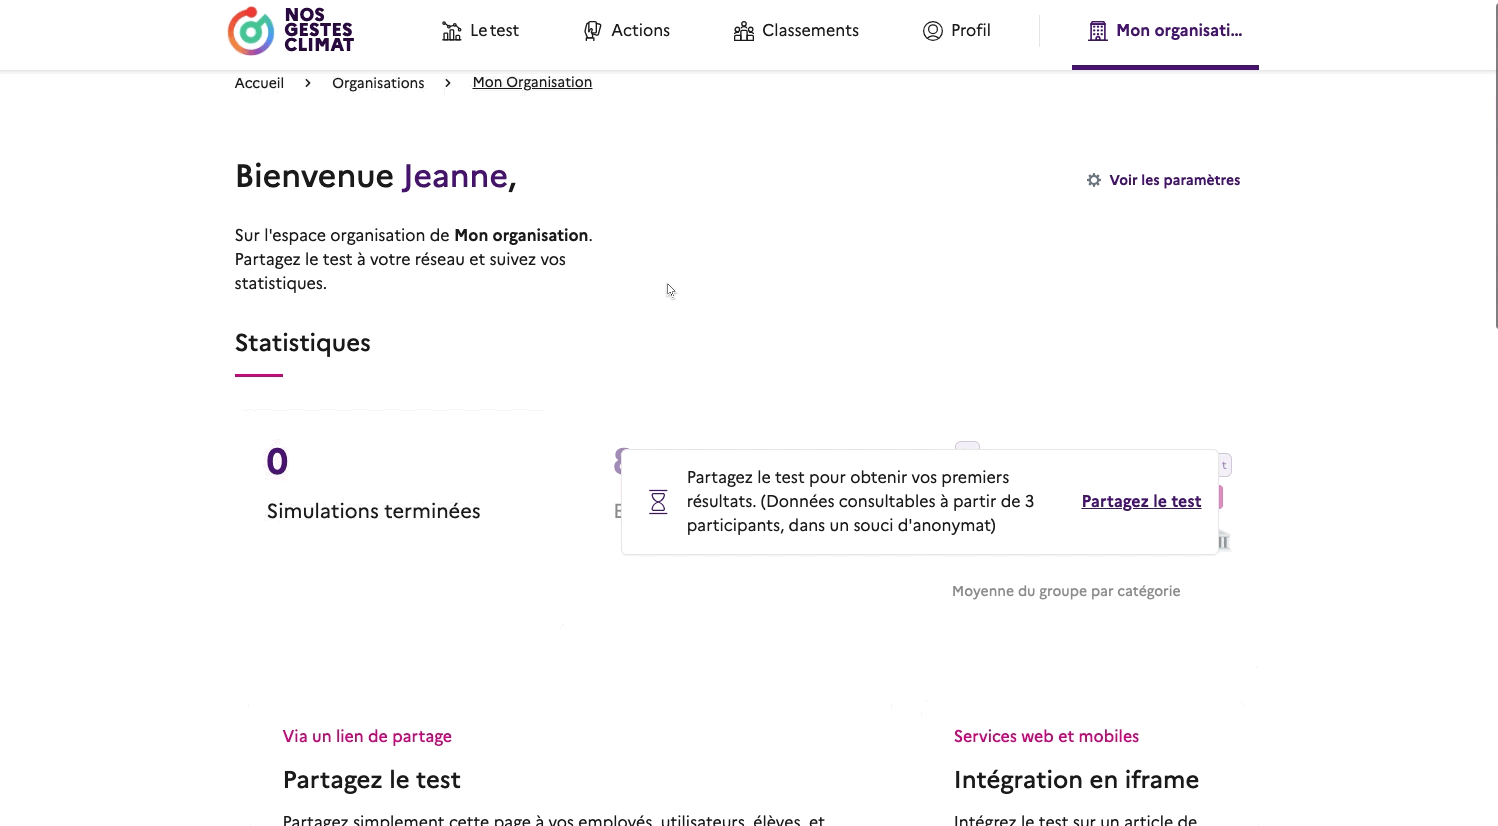 NOS
GESTES
CLIMAT
Le test
Actions
Classements
Profil
Mon organisati...
Accueil > Organisations > Mon Organisation
Bienvenue Jeanne,
Voir les paramètres
Sur l'espace organisation de Mon organisation.
Partagez le test à votre réseau et suivez vos
statistiques.
Statistiques
0
Simulations terminées
Partagez le test pour obtenir vos premiers
résultats. (Données consultables à partir de 3
participants, dans un souci d'anonymat)
Partagez le test
t
Moyenne du groupe par catégorie
Via un lien de partage
Partagez le test
Partagez simplement cette page à vos employés, utilisateurs, élèves, et
Services web et mobiles
Intégration en iframe
Intégrez le test sur un article de